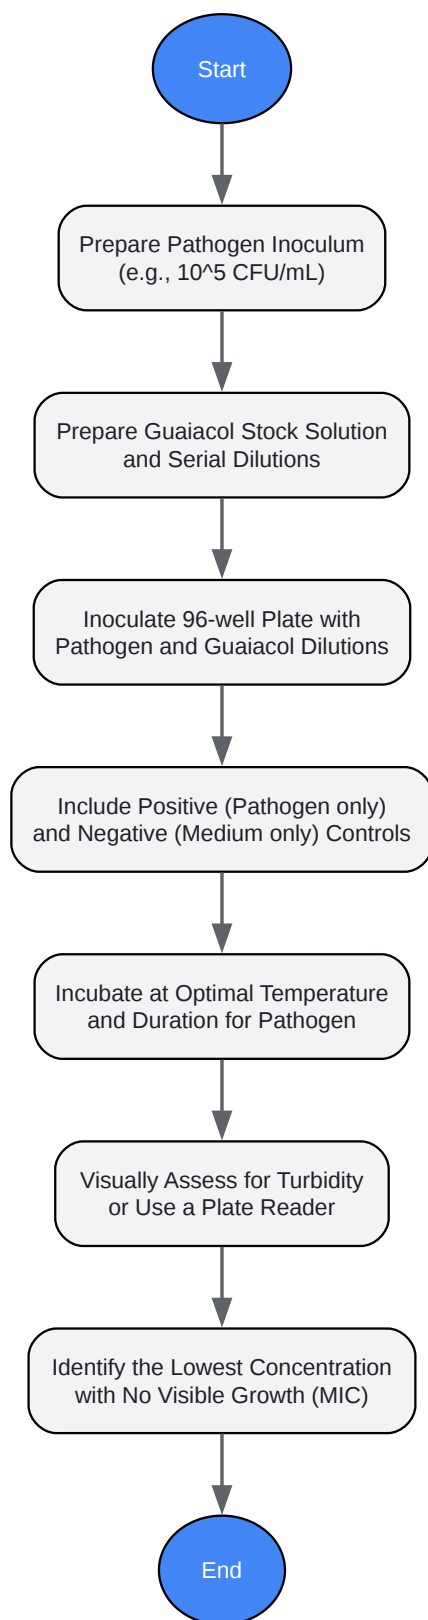 Start
Prepare Pathogen Inoculum
(e.g., 10^5 CFU/mL)
Prepare Guaiacol Stock Solution
and Serial Dilutions
Inoculate 96-well Plate with
Pathogen and Guaiacol Dilutions
Include Positive (Pathogen only)
and Negative (Medium only) Controls
Incubate at Optimal Temperature
and Duration for Pathogen
Visually Assess for Turbidity
or Use a Plate Reader
Identify the Lowest Concentration
with No Visible Growth (MIC)
End